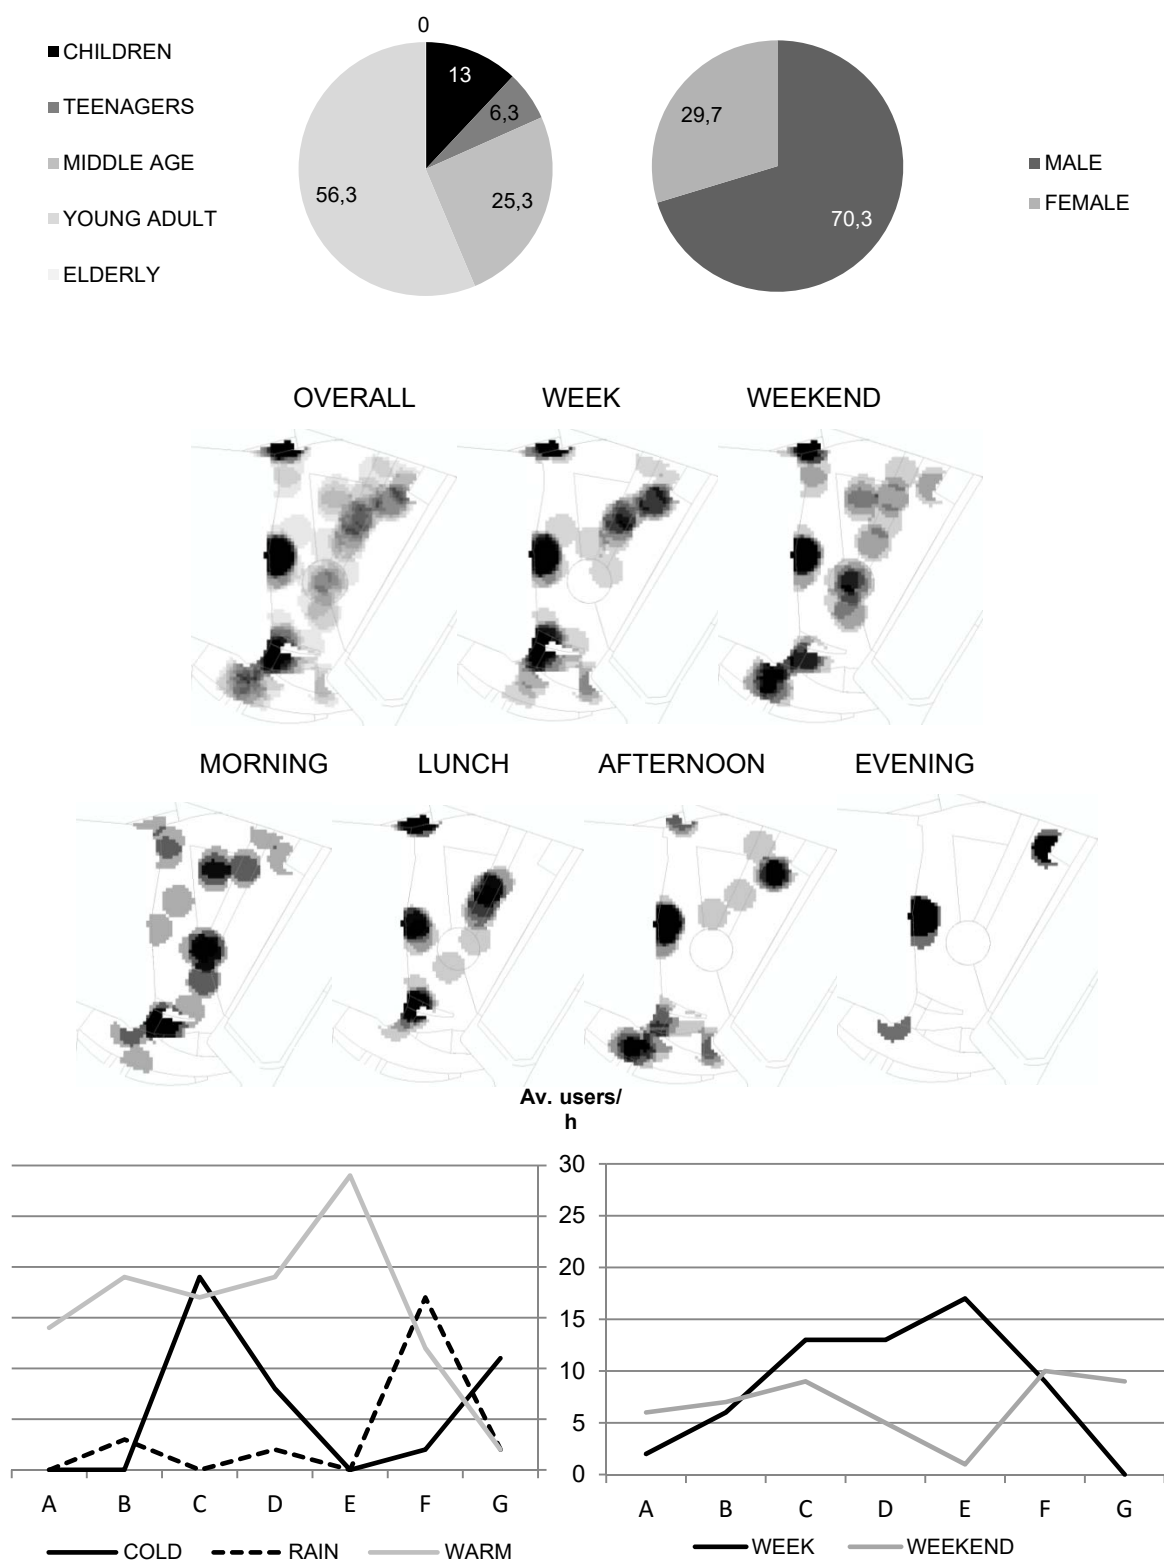 0
CHILDREN
13
TEENAGERS
6,3
29,7
MIDDLE AGE
MALE
56,3
25,3
FEMALE
YOUNG ADULT
70,3
ELDERLY
OVERALL WEEK WEEKEND
MORNING LUNCH AFTERNOON EVENING
Av. users/
h
30
25
20
15
10
5
0
A B C D E F G
A B C D E F G
COLD RAIN WARM
WEEK WEEKEND